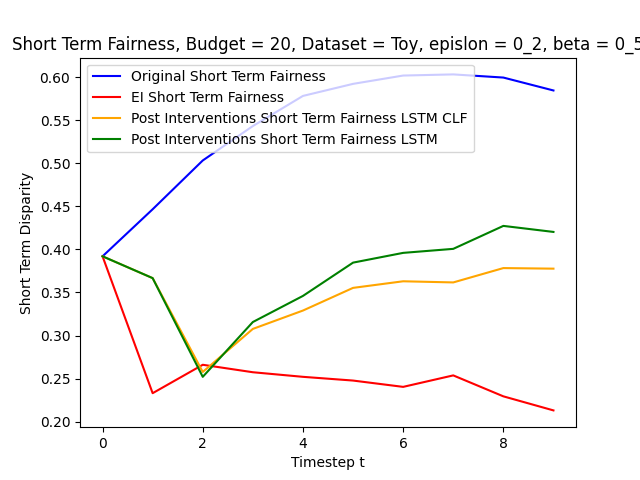 Short Term Fairness, Budget = 20, Dataset = Toy, epislon = 0_2, beta = 0_5
Original Short Term Fairness
EI Short Term Fairness
Post Interventions Short Term Fairness LSTM CLF
Post Interventions Short Term Fairness LSTM
Short Term Disparity
0.60
0.55
0.50
0.45
0.40
0.35
0.30
0.25
0.20
0 2 4 6 8
Timestep t